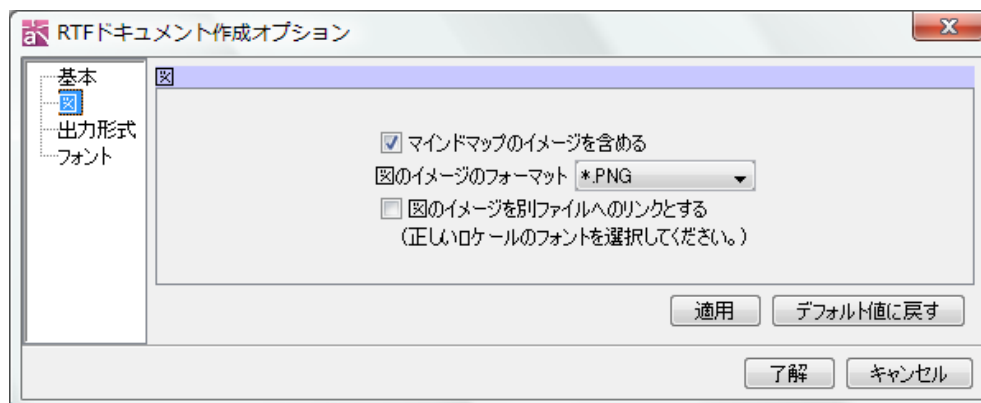 RTFドキュメント作成オプション
基本
図
出力形式
フォント
図
マインドマップのイメージを含める
図のイメージのフォーマット *.PNG
図のイメージを別ファイルへのリンクとする
(正しいロケールのフォントを選択してください。)
適用 デフォルト値に戻す
了解 キャンセル